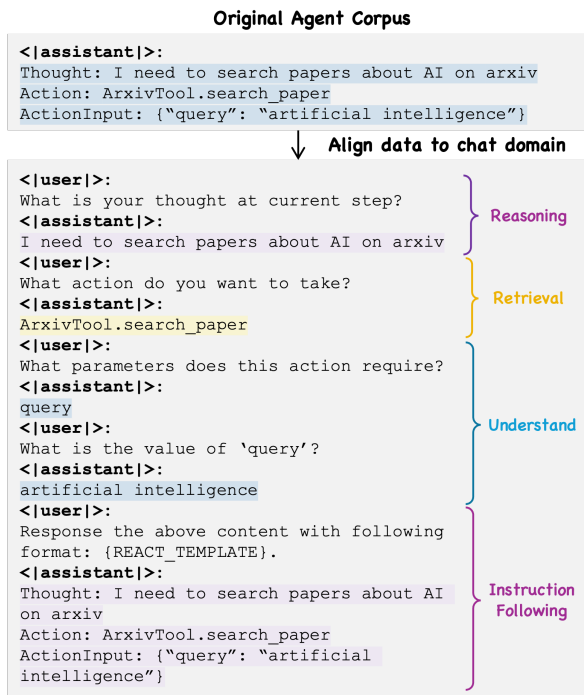 Original Agent Corpus
<|assistant|>:
Thought: I need to search papers about AI on arxiv
Action: ArxivTool.search_paper
ActionInput: {“query”: “artificial intelligence”}
Align data to chat domain
<|user|>:
What is your thought at current step?
<|assistant|>:
I need to search papers about AI on arxiv
Reasoning
<|user|>:
What action do you want to take?
<|assistant|>:
ArxivTool.search_paper
Retrieval
<|user|>:
What parameters does this action require?
<|assistant|>:
query
<|user|>:
What is the value of ‘query’?
<|assistant|>:
artificial intelligence
Understand
<|user|>:
Response the above content with following
format: {REACT_TEMPLATE}.
<|assistant|>:
Thought: I need to search papers about AI
on arxiv
Action: ArxivTool.search_paper
ActionInput: {“query”: “artificial
intelligence”}
Instruction
Following